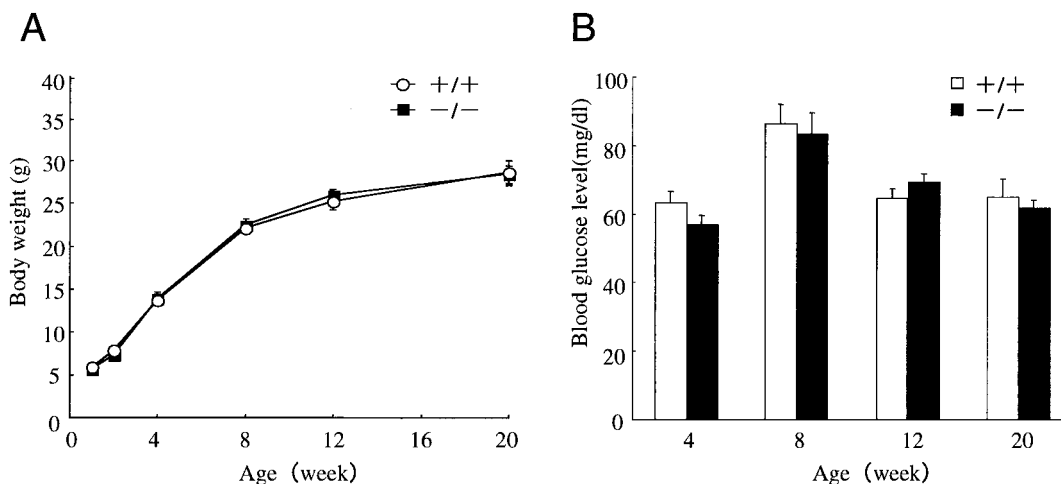 A
Body weight (g)
40
35
30
25
20
15
10
5
0
0 4 8 12 16 20
Age (week)
+/+
−/−
B
Blood glucose level(mg/dl)
100
80
60
40
20
0
4 8 12 20
Age (week)
+/+
−/−